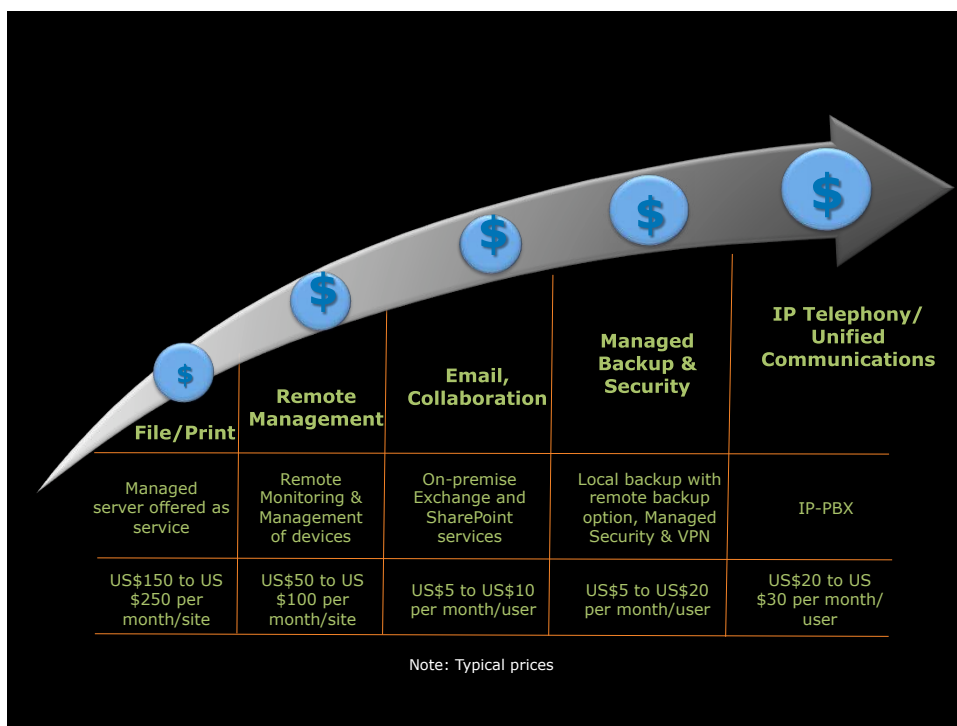 $
$
$
$
$
IP Telephony/
Unified
Communications
Managed
Backup &
Security
Email,
Collaboration
Remote
Management
File/Print
Managed
server offered as
service
Remote
Monitoring &
Management
of devices
On-premise
Exchange and
SharePoint
services
Local backup with
remote backup
option, Managed
Security & VPN
IP-PBX
US$150 to US
$250 per
month/site
US$50 to US
$100 per
month/site
US$5 to US$10
per month/user
US$5 to US$20
per month/user
US$20 to US
$30 per month/
user
Note: Typical prices